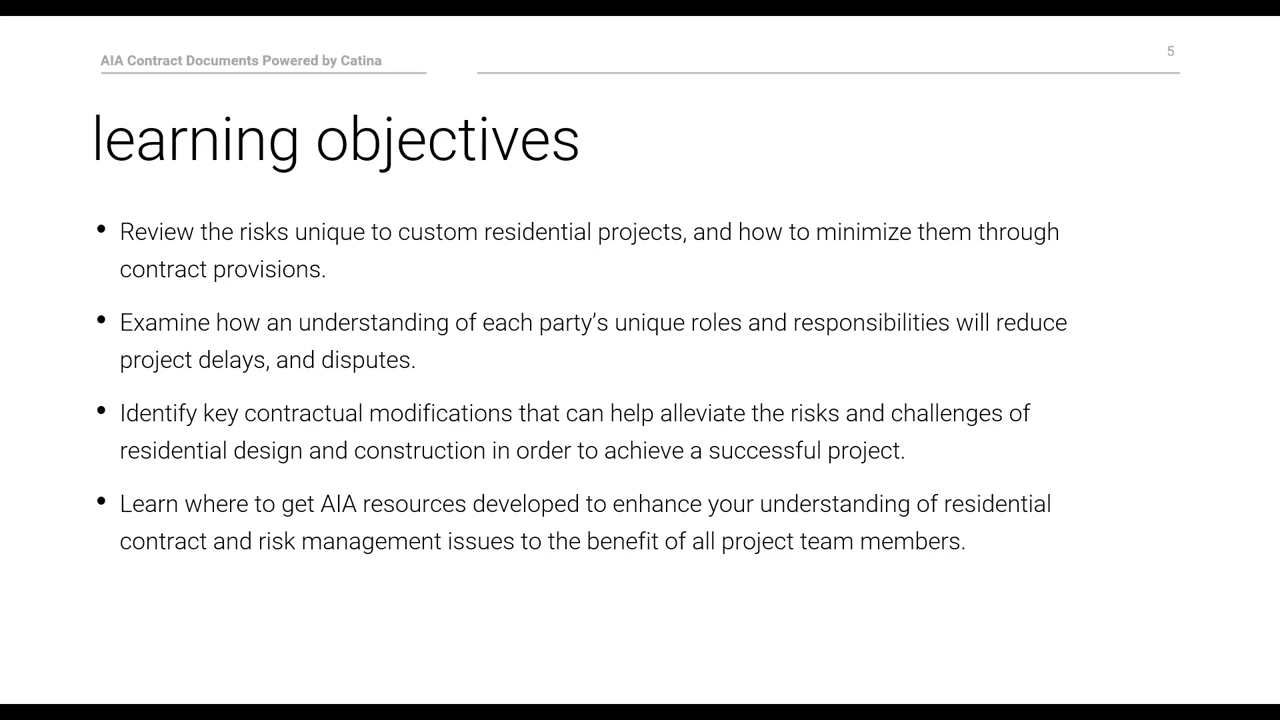 AIA Contract Documents Powered by Catina
5
learning objectives
• Review the risks unique to custom residential projects, and how to minimize them through
contract provisions.
• Examine how an understanding of each party’s unique roles and responsibilities will reduce
project delays, and disputes.
• Identify key contractual modifications that can help alleviate the risks and challenges of
residential design and construction in order to achieve a successful project.
• Learn where to get AIA resources developed to enhance your understanding of residential
contract and risk management issues to the benefit of all project team members.